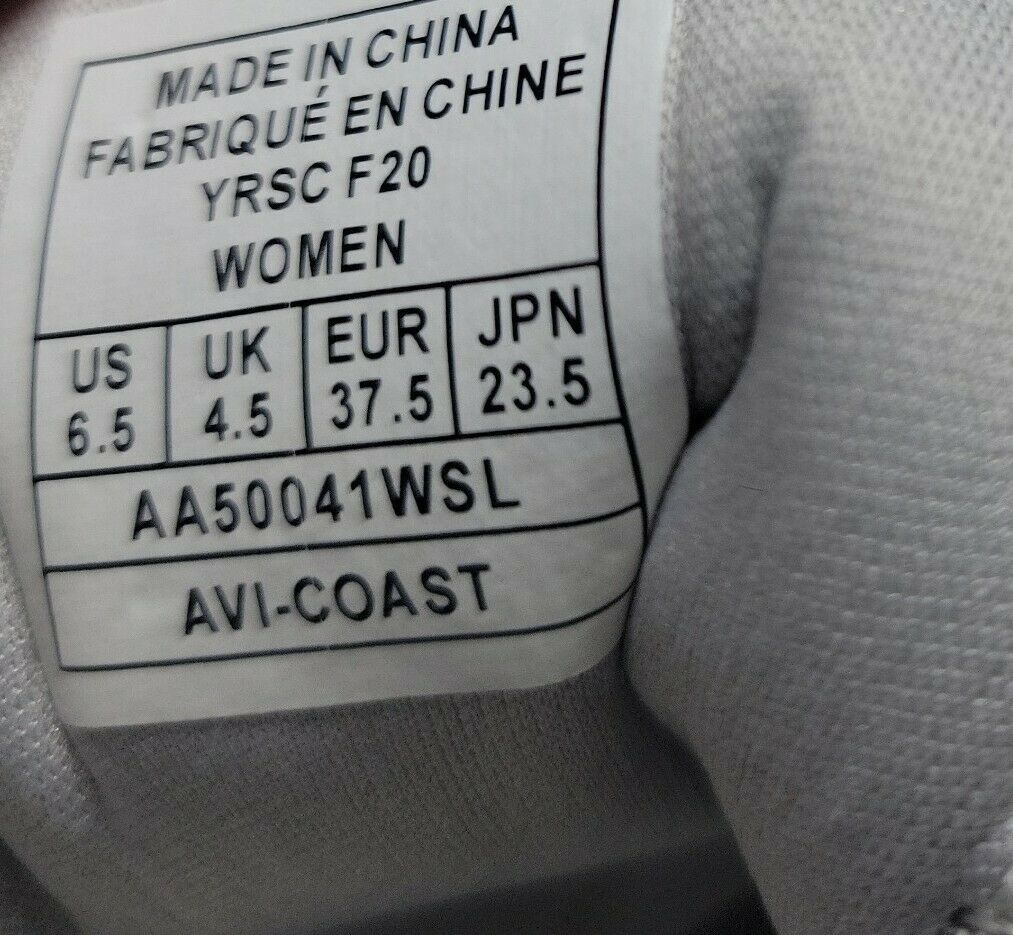 MADE IN CHINA
FABRIQUÉ EN CHINE
YRSC F20
WOMEN
US UK EUR JPN
6.5 4.5 37.5 23.5
AA50041WSL
AVI-COAST